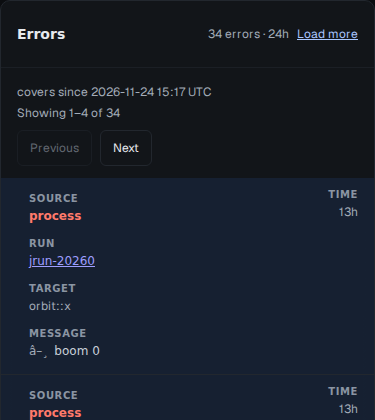 Errors
34 errors · 24h Load more
covers since 2026-11-24 15:17 UTC
Showing 1–4 of 34
Previous Next
SOURCE
process
TIME
13h
RUN
jrun-20260
TARGET
orbit::x
MESSAGE
â–¸ boom 0
SOURCE
process
TIME
13h